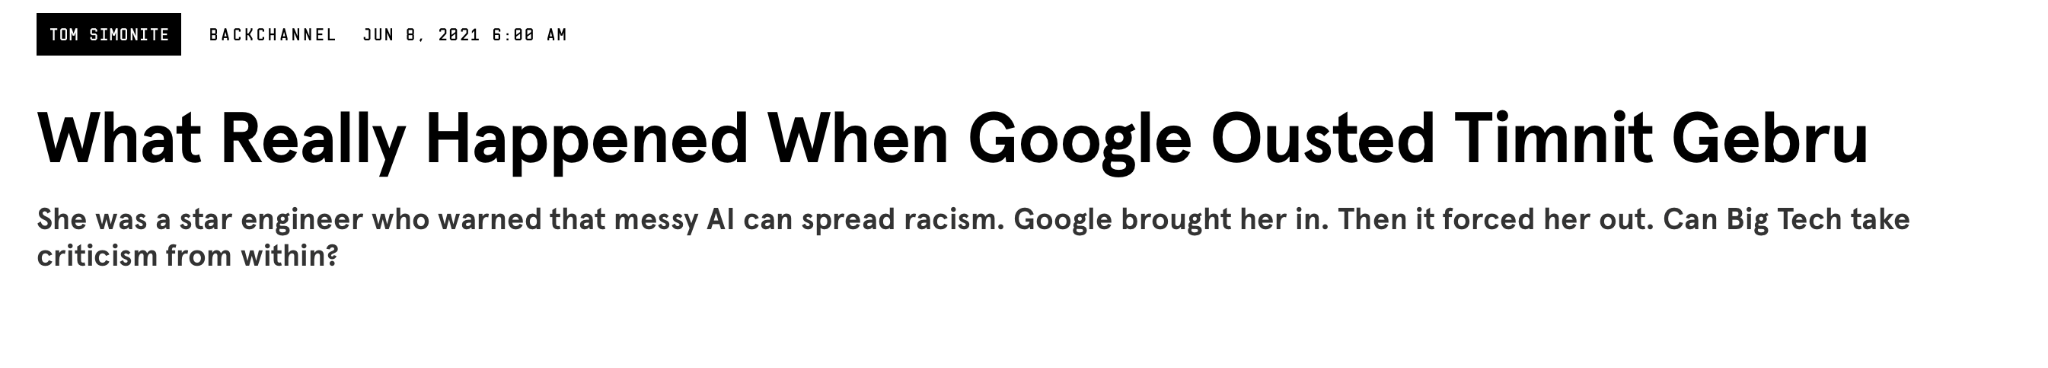 TOM SIMONITE BACKCHANNEL JUN 8, 2021 6:00 AM
What Really Happened When Google Ousted Timnit Gebru
She was a star engineer who warned that messy AI can spread racism. Google brought her in. Then it forced her out. Can Big Tech take
criticism from within?